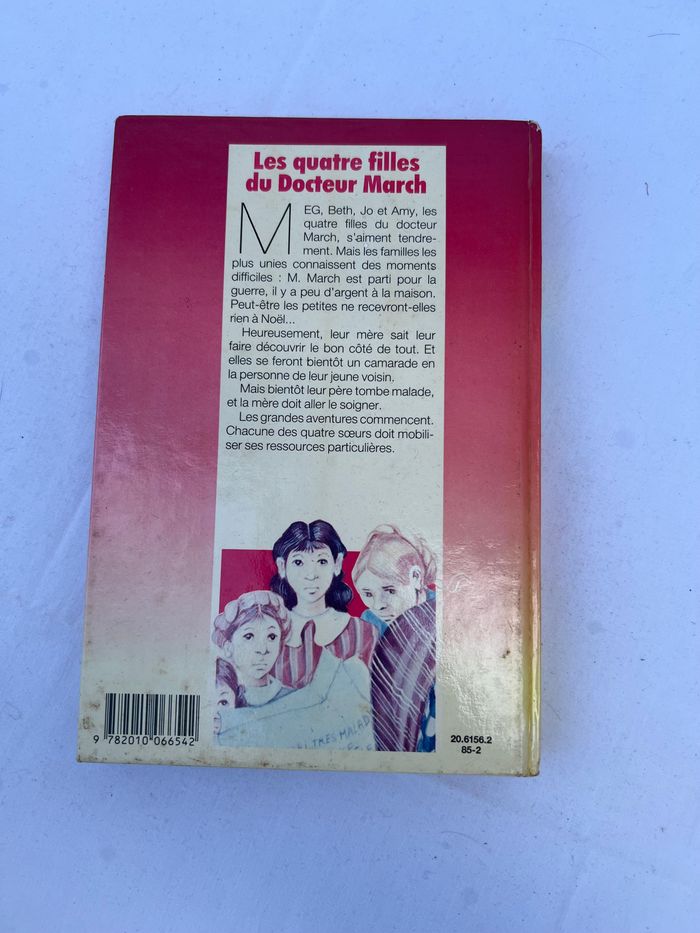 Les quatre filles
du Docteur March
MEG, Beth, Jo et Amy, les
quatre filles du docteur
March, s'aiment tendre-
ment. Mais les familles les
plus unies connaissent des moments
difficiles : M. March est parti pour la
guerre, il y a peu d'argent à la maison.
Peut-être les petites ne recevront-elles
rien à Noël...
Heureusement, leur mère sait leur
faire découvrir le bon côté de tout. Et
elles se feront bientôt un camarade en
la personne de leur jeune voisin.
Mais bientôt leur père tombe malade,
et la mère doit aller le soigner.
Les grandes aventures commencent.
Chacune des quatre sœurs doit mobili-
ser ses ressources particulières.
TRES MALAD
9 782010 066542
20.6156.2
85-2